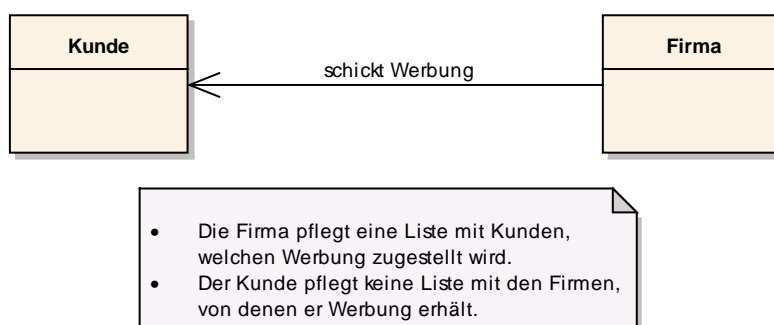 Kunde
Firma
schickt Werbung
• Die Firma pflegt eine Liste mit Kunden,
welchen Werbung zugestellt wird.
• Der Kunde pflegt keine Liste mit den Firmen,
von denen er Werbung erhält.